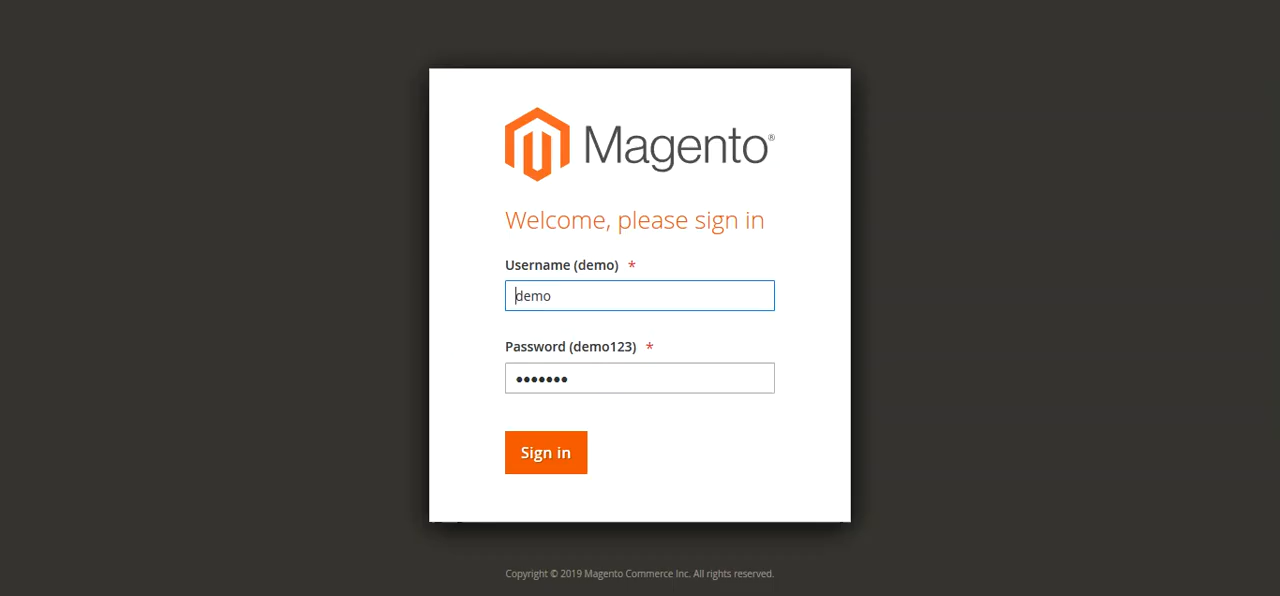 Magento®
Welcome, please sign in
Username (demo) *
demo
Password (demo123) *
•••••••
Sign in
Copyright © 2019 Magento Commerce Inc. All rights reserved.